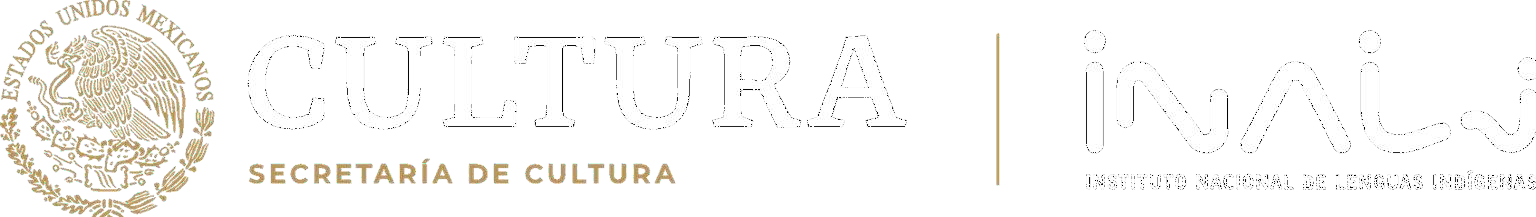 ESTADOS UNIDOS MEXICANOS
CULTURA
SECRETARÍA DE CULTURA
iNALi
INSTITUTO NACIONAL DE LENGUAS INDÍGENAS